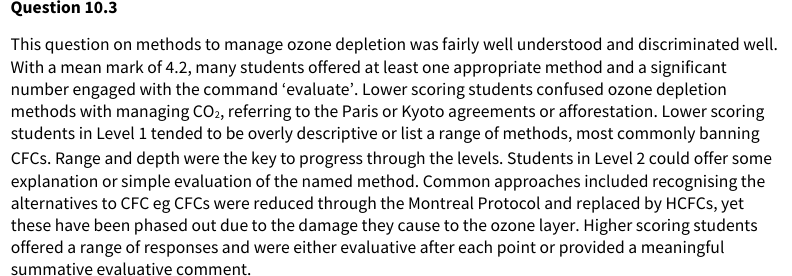 Question 10.3
This question on methods to manage ozone depletion was fairly well understood and discriminated well.
With a mean mark of 4.2, many students offered at least one appropriate method and a significant
number engaged with the command ‘evaluate’. Lower scoring students confused ozone depletion
methods with managing CO₂, referring to the Paris or Kyoto agreements or afforestation. Lower scoring
students in Level 1 tended to be overly descriptive or list a range of methods, most commonly banning
CFCs. Range and depth were the key to progress through the levels. Students in Level 2 could offer some
explanation or simple evaluation of the named method. Common approaches included recognising the
alternatives to CFC eg CFCs were reduced through the Montreal Protocol and replaced by HCFCs, yet
these have been phased out due to the damage they cause to the ozone layer. Higher scoring students
offered a range of responses and were either evaluative after each point or provided a meaningful
summative evaluative comment.